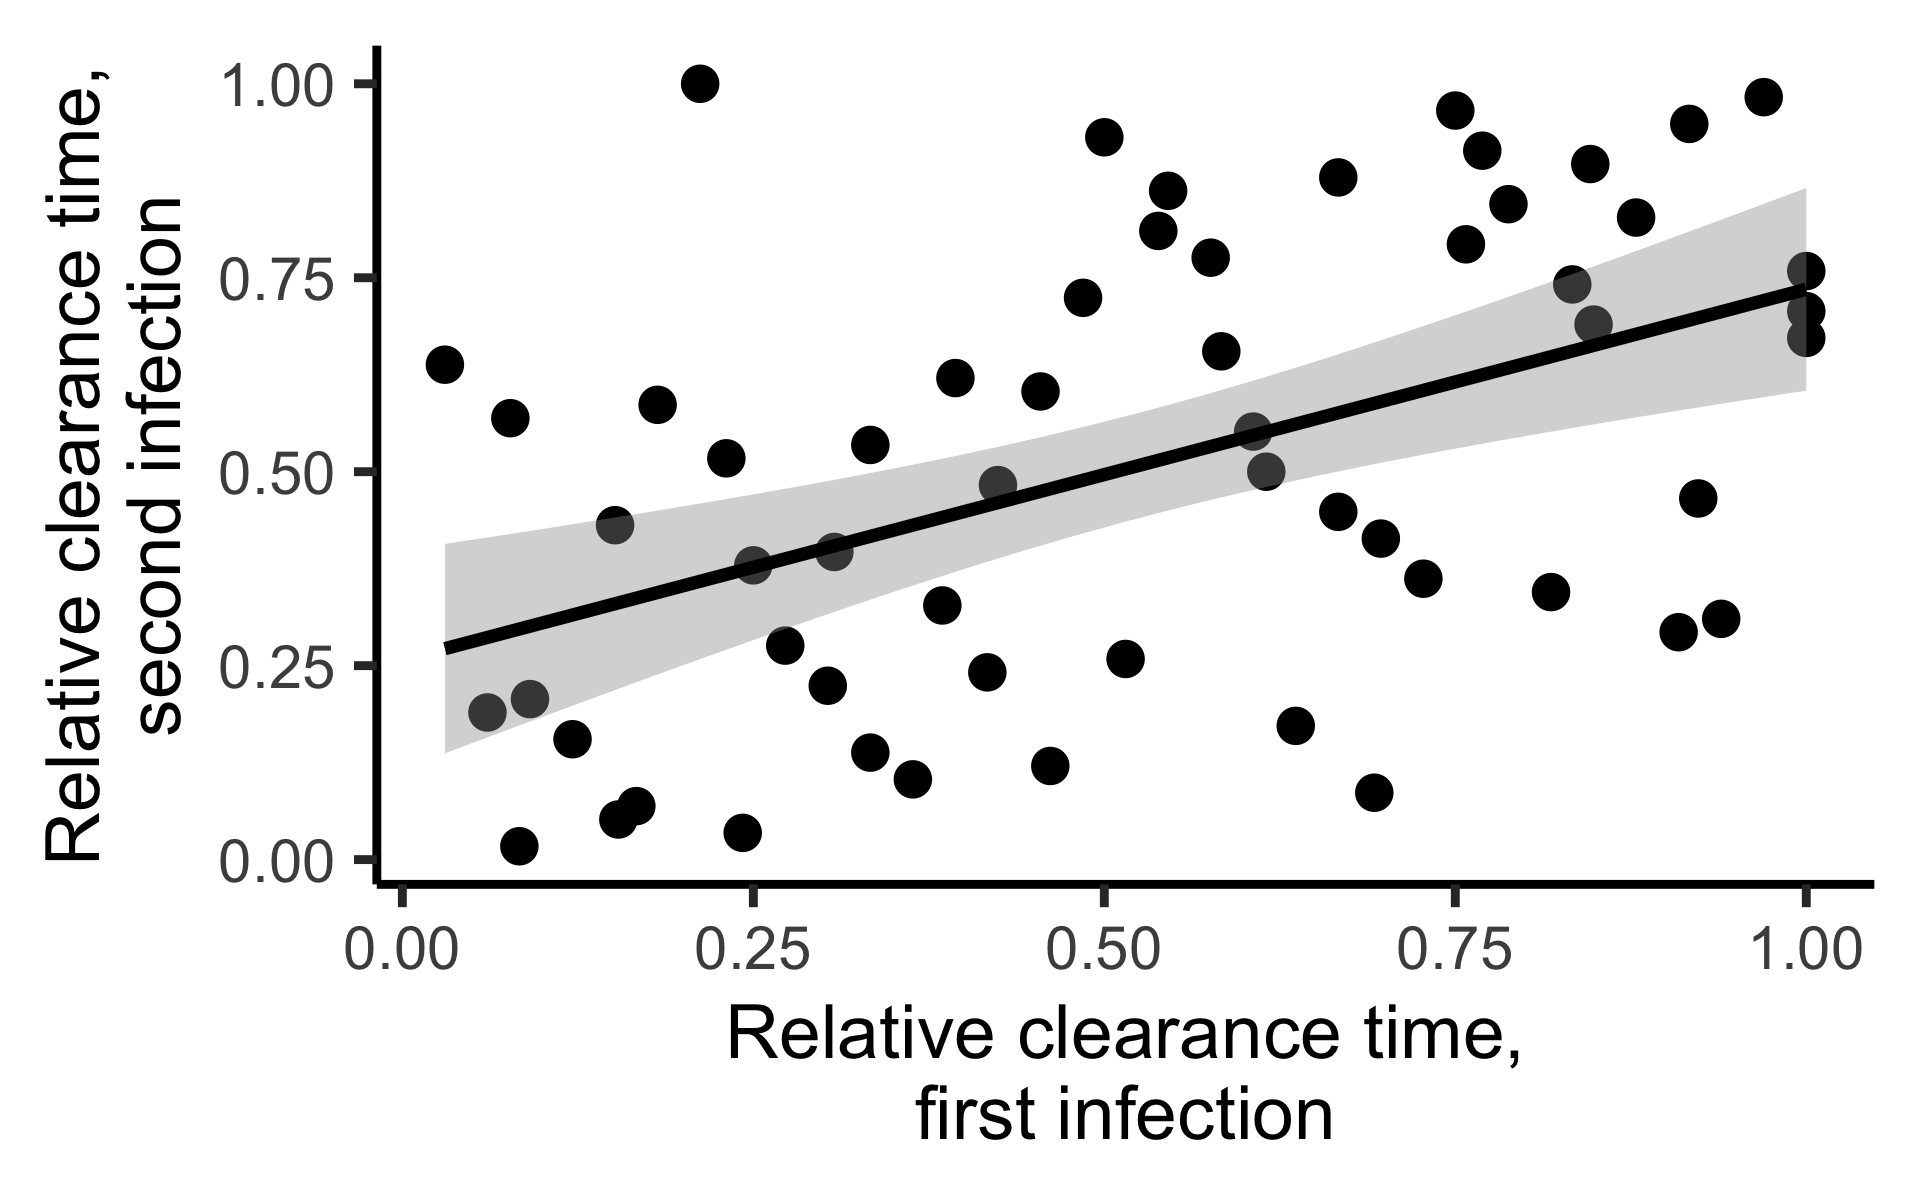 Relative clearance time,
second infection
1.00
0.75
0.50
0.25
0.00
0.00 0.25 0.50 0.75 1.00
Relative clearance time,
first infection